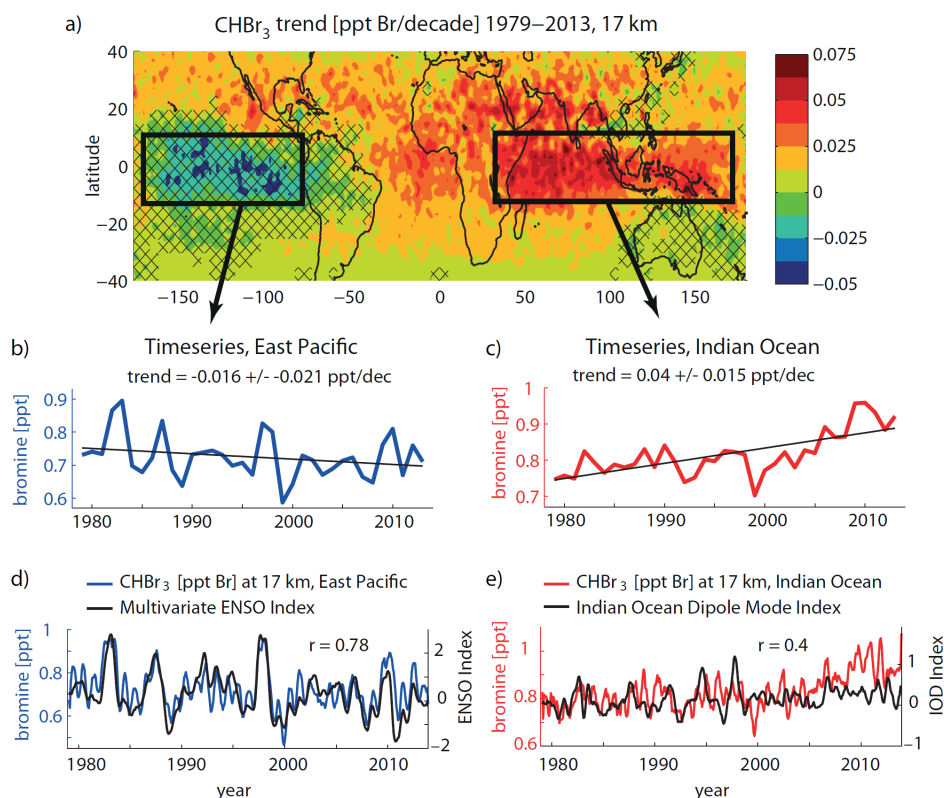 a) CHBr3 trend [ppt Br/decade] 1979−2013, 17 km
latitude
40
20
0
−20
−40
−150 −100 −50 0 50 100 150
0.075
0.05
0.025
0
−0.025
−0.05
b) Timeseries, East Pacific
trend = -0.016 +/- -0.021 ppt/dec
bromine [ppt]
0.9
0.8
0.7
0.6
1980 1990 2000 2010
c) Timeseries, Indian Ocean
trend = 0.04 +/- 0.015 ppt/dec
bromine [ppt]
1
0.9
0.8
0.7
1980 1990 2000 2010
d) CHBr3 [ppt Br] at 17 km, East Pacific
Multivariate ENSO Index
r = 0.78
bromine [ppt]
1
0.8
0.6
2
0
−2
ENSO Index
1980 1990 2000 2010
year
e) CHBr3 [ppt Br] at 17 km, Indian Ocean
Indian Ocean Dipole Mode Index
r = 0.4
bromine [ppt]
1
0.8
0.6
1
0
−1
IOD Index
1980 1990 2000 2010
year